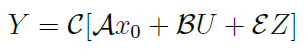 Y = 𝓒[𝓐x₀ + 𝓑U + 𝓔Z]